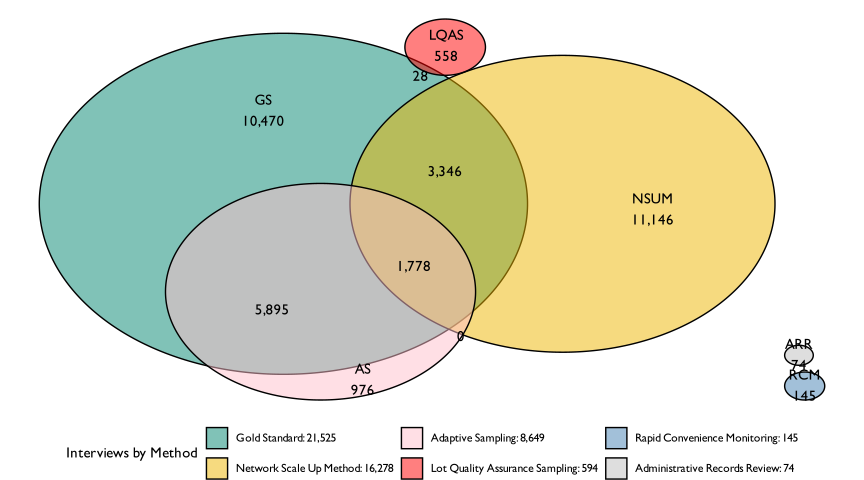 LQAS
558
28
GS
10,470
3,346
NSUM
11,146
1,778
5,895
0
AS
976
ARR
74
RCM
145
Interviews by Method
Gold Standard: 21,525
Adaptive Sampling: 8,649
Rapid Convenience Monitoring: 145
Network Scale Up Method: 16,278
Lot Quality Assurance Sampling: 594
Administrative Records Review: 74